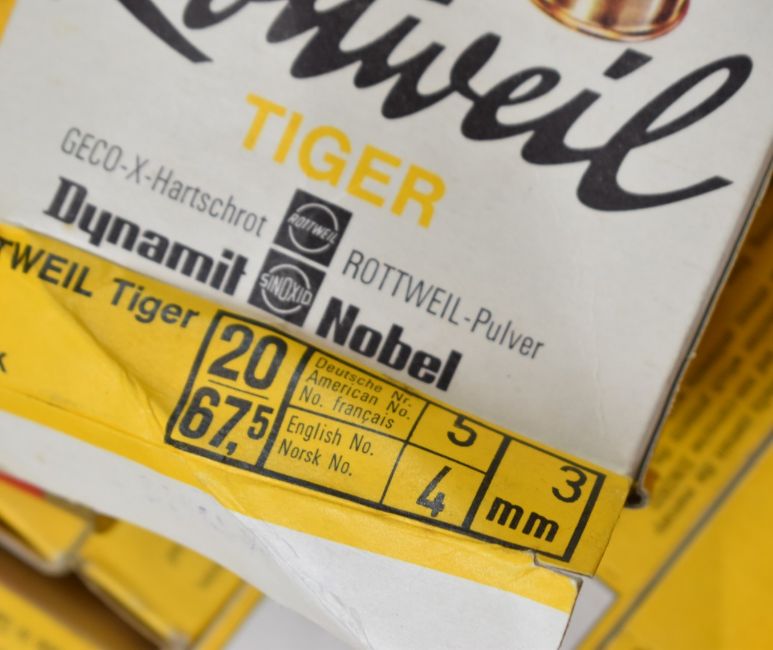 Rottweil
TIGER
GECO-X-Hartschrot
ROTTWEIL
ROTTWEIL-Pulver
Dynamit
SINOXID
Nobel
TWEIL Tiger
20
67,5
Deutsche Nr.
American No.
No. français
5
English No.
Norsk No.
4
3
mm
K